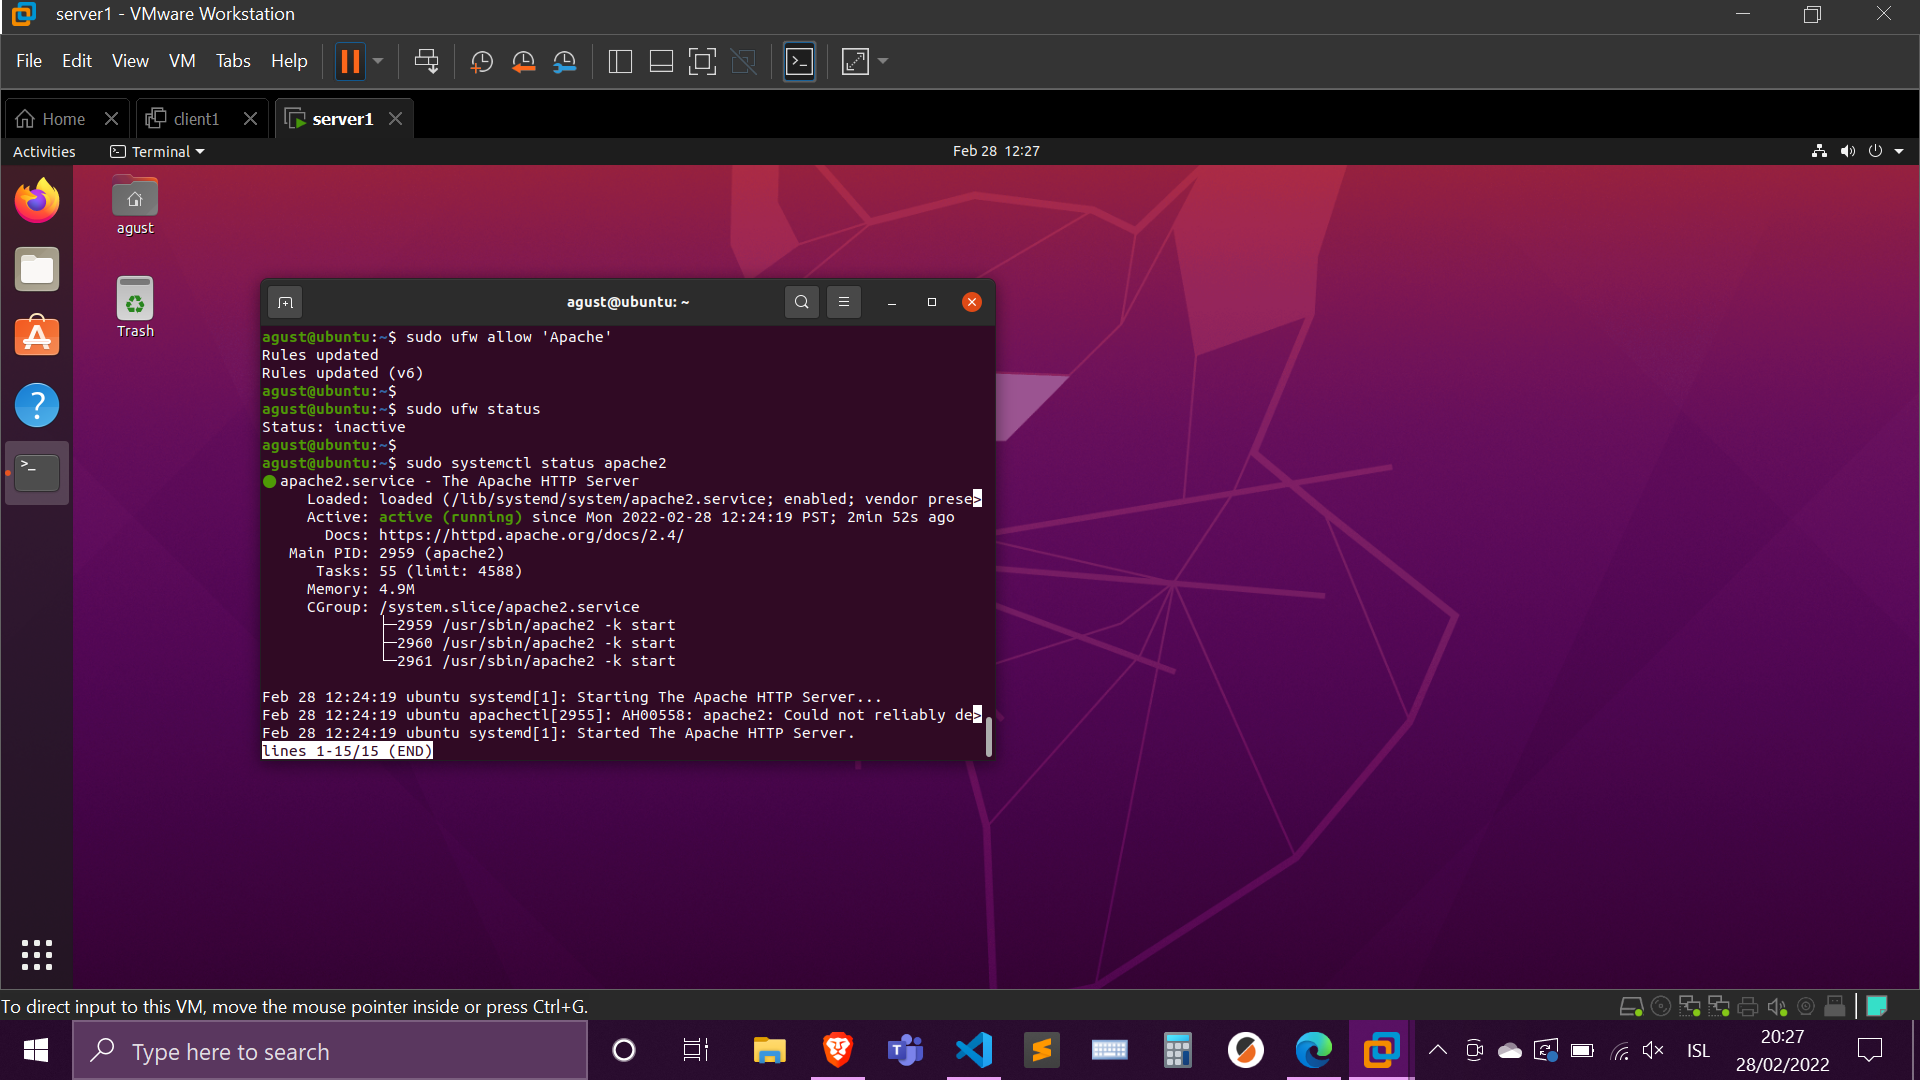 server1 - VMware Workstation
File Edit View VM Tabs Help
Home client1 server1
Activities Terminal Feb 28 12:27
agust
Trash
agust@ubuntu: ~
agust@ubuntu:~$ sudo ufw allow 'Apache'
Rules updated
Rules updated (v6)
agust@ubuntu:~$
agust@ubuntu:~$ sudo ufw status
Status: inactive
agust@ubuntu:~$
agust@ubuntu:~$ sudo systemctl status apache2
apache2.service - The Apache HTTP Server
Loaded: loaded (/lib/systemd/system/apache2.service; enabled; vendor prese>
Active: active (running) since Mon 2022-02-28 12:24:19 PST; 2min 52s ago
Docs: https://httpd.apache.org/docs/2.4/
Main PID: 2959 (apache2)
Tasks: 55 (limit: 4588)
Memory: 4.9M
CGroup: /system.slice/apache2.service
├─2959 /usr/sbin/apache2 -k start
├─2960 /usr/sbin/apache2 -k start
└─2961 /usr/sbin/apache2 -k start
Feb 28 12:24:19 ubuntu systemd[1]: Starting The Apache HTTP Server...
Feb 28 12:24:19 ubuntu apachectl[2955]: AH00558: apache2: Could not reliably de>
Feb 28 12:24:19 ubuntu systemd[1]: Started The Apache HTTP Server.
lines 1-15/15 (END)
To direct input to this VM, move the mouse pointer inside or press Ctrl+G.
Type here to search
ISL
20:27
28/02/2022